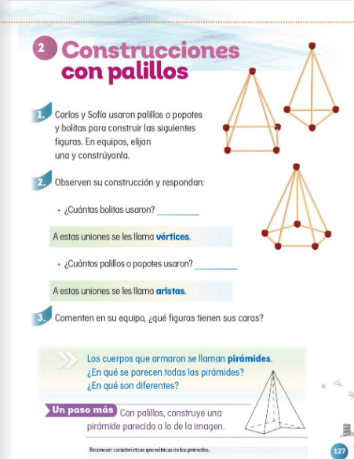 2 Construcciones
con palillos
1. Carlos y Sofía usaron palillos o popotes
y bolitas para construir las siguientes
figuras. En equipos, elijan
una y constrúyanla.
2. Observen su construcción y respondan:
• ¿Cuántas bolitas usaron?
A estas uniones se les llama vértices.
• ¿Cuántos palillos o popotes usaron?
A estas uniones se les llama aristas.
3. Comenten en su equipo, ¿qué figuras tienen sus caras?
Los cuerpos que armaron se llaman pirámides.
¿En qué se parecen todas las pirámides?
¿En qué son diferentes?
Un paso más Con palillos, construye una
pirámide parecida a la de la imagen.
Reconocer características geométricas de las pirámides.
127